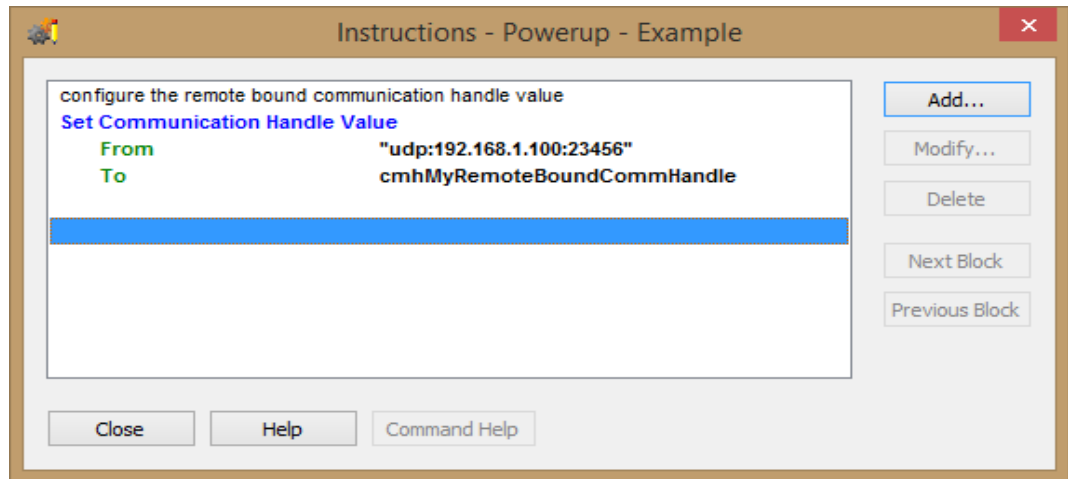 Instructions - Powerup - Example
configure the remote bound communication handle value
Set Communication Handle Value
From "udp:192.168.1.100:23456"
To cmhMyRemoteBoundCommHandle
Add...
Modify...
Delete
Next Block
Previous Block
Close Help Command Help